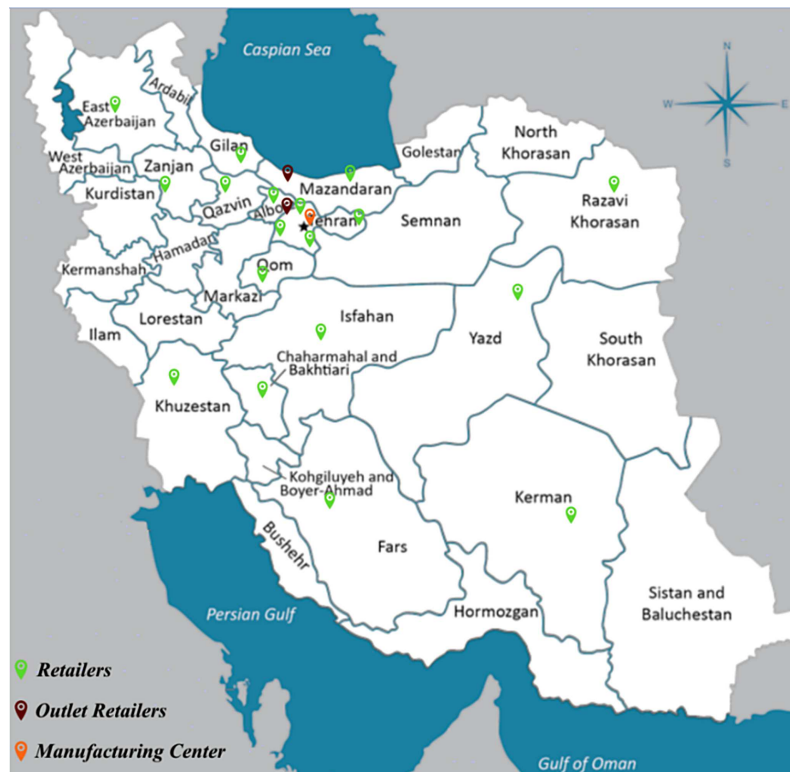 Caspian Sea
N
W
E
S
Ardabil
East
Azerbaijan
West
Azerbaijan
Gilan
Zanjan
Kurdistan
Qazvin
Mazandaran
Golestan
North
Khorasan
Razavi
Khorasan
Semnan
Hamadan
Kermanshah
Qom
Markazi
Lorestan
Ilam
Isfahan
Yazd
South
Khorasan
Chaharmahal and
Bakhtiari
Khuzestan
Kohgiluyeh and
Boyer-Ahmad
Kerman
Bushehr
Fars
Sistan and
Baluchestan
Hormozgan
Persian Gulf
Retailers
Outlet Retailers
Manufacturing Center
Gulf of Oman